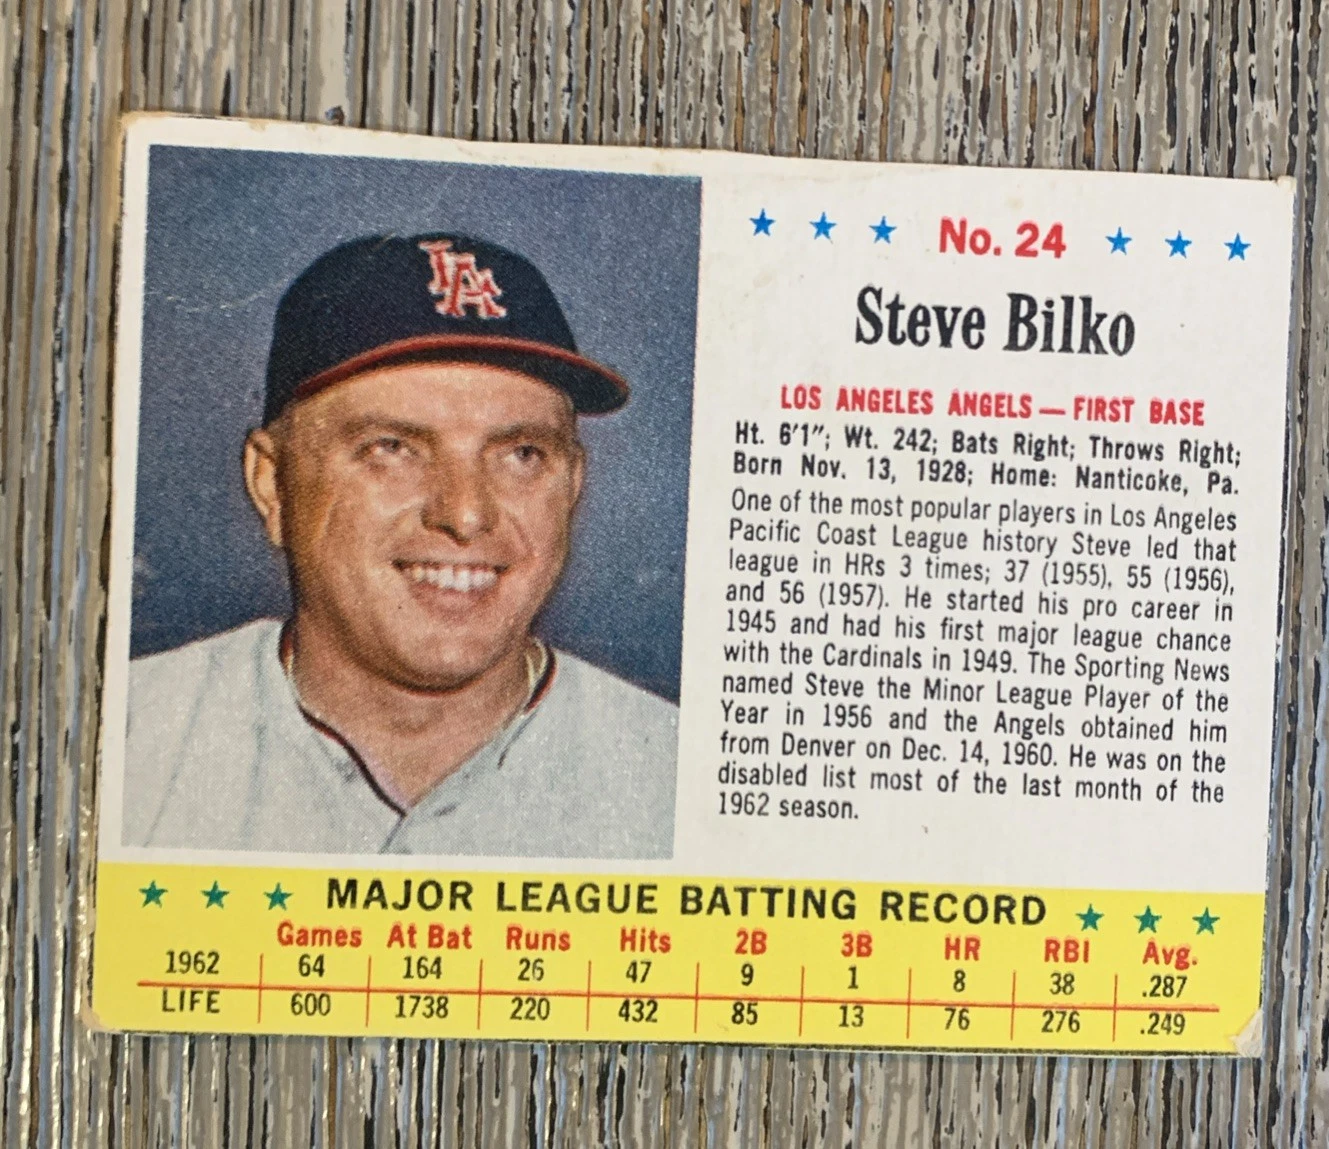 LA
No. 24
Steve Bilko
LOS ANGELES ANGELS — FIRST BASE
Ht. 6'1"; Wt. 242; Bats Right; Throws Right;
Born Nov. 13, 1928; Home: Nanticoke, Pa.
One of the most popular players in Los Angeles
Pacific Coast League history Steve led that
league in HRs 3 times; 37 (1955), 55 (1956),
and 56 (1957). He started his pro career in
1945 and had his first major league chance
with the Cardinals in 1949. The Sporting News
named Steve the Minor League Player of the
Year in 1956 and the Angels obtained him
from Denver on Dec. 14, 1960. He was on the
disabled list most of the last month of the
1962 season.
MAJOR LEAGUE BATTING RECORD
Games At Bat Runs Hits 2B 3B HR RBI Avg.
1962 64 164 26 47 9 1 8 38 .287
LIFE 600 1738 220 432 85 13 76 276 .249